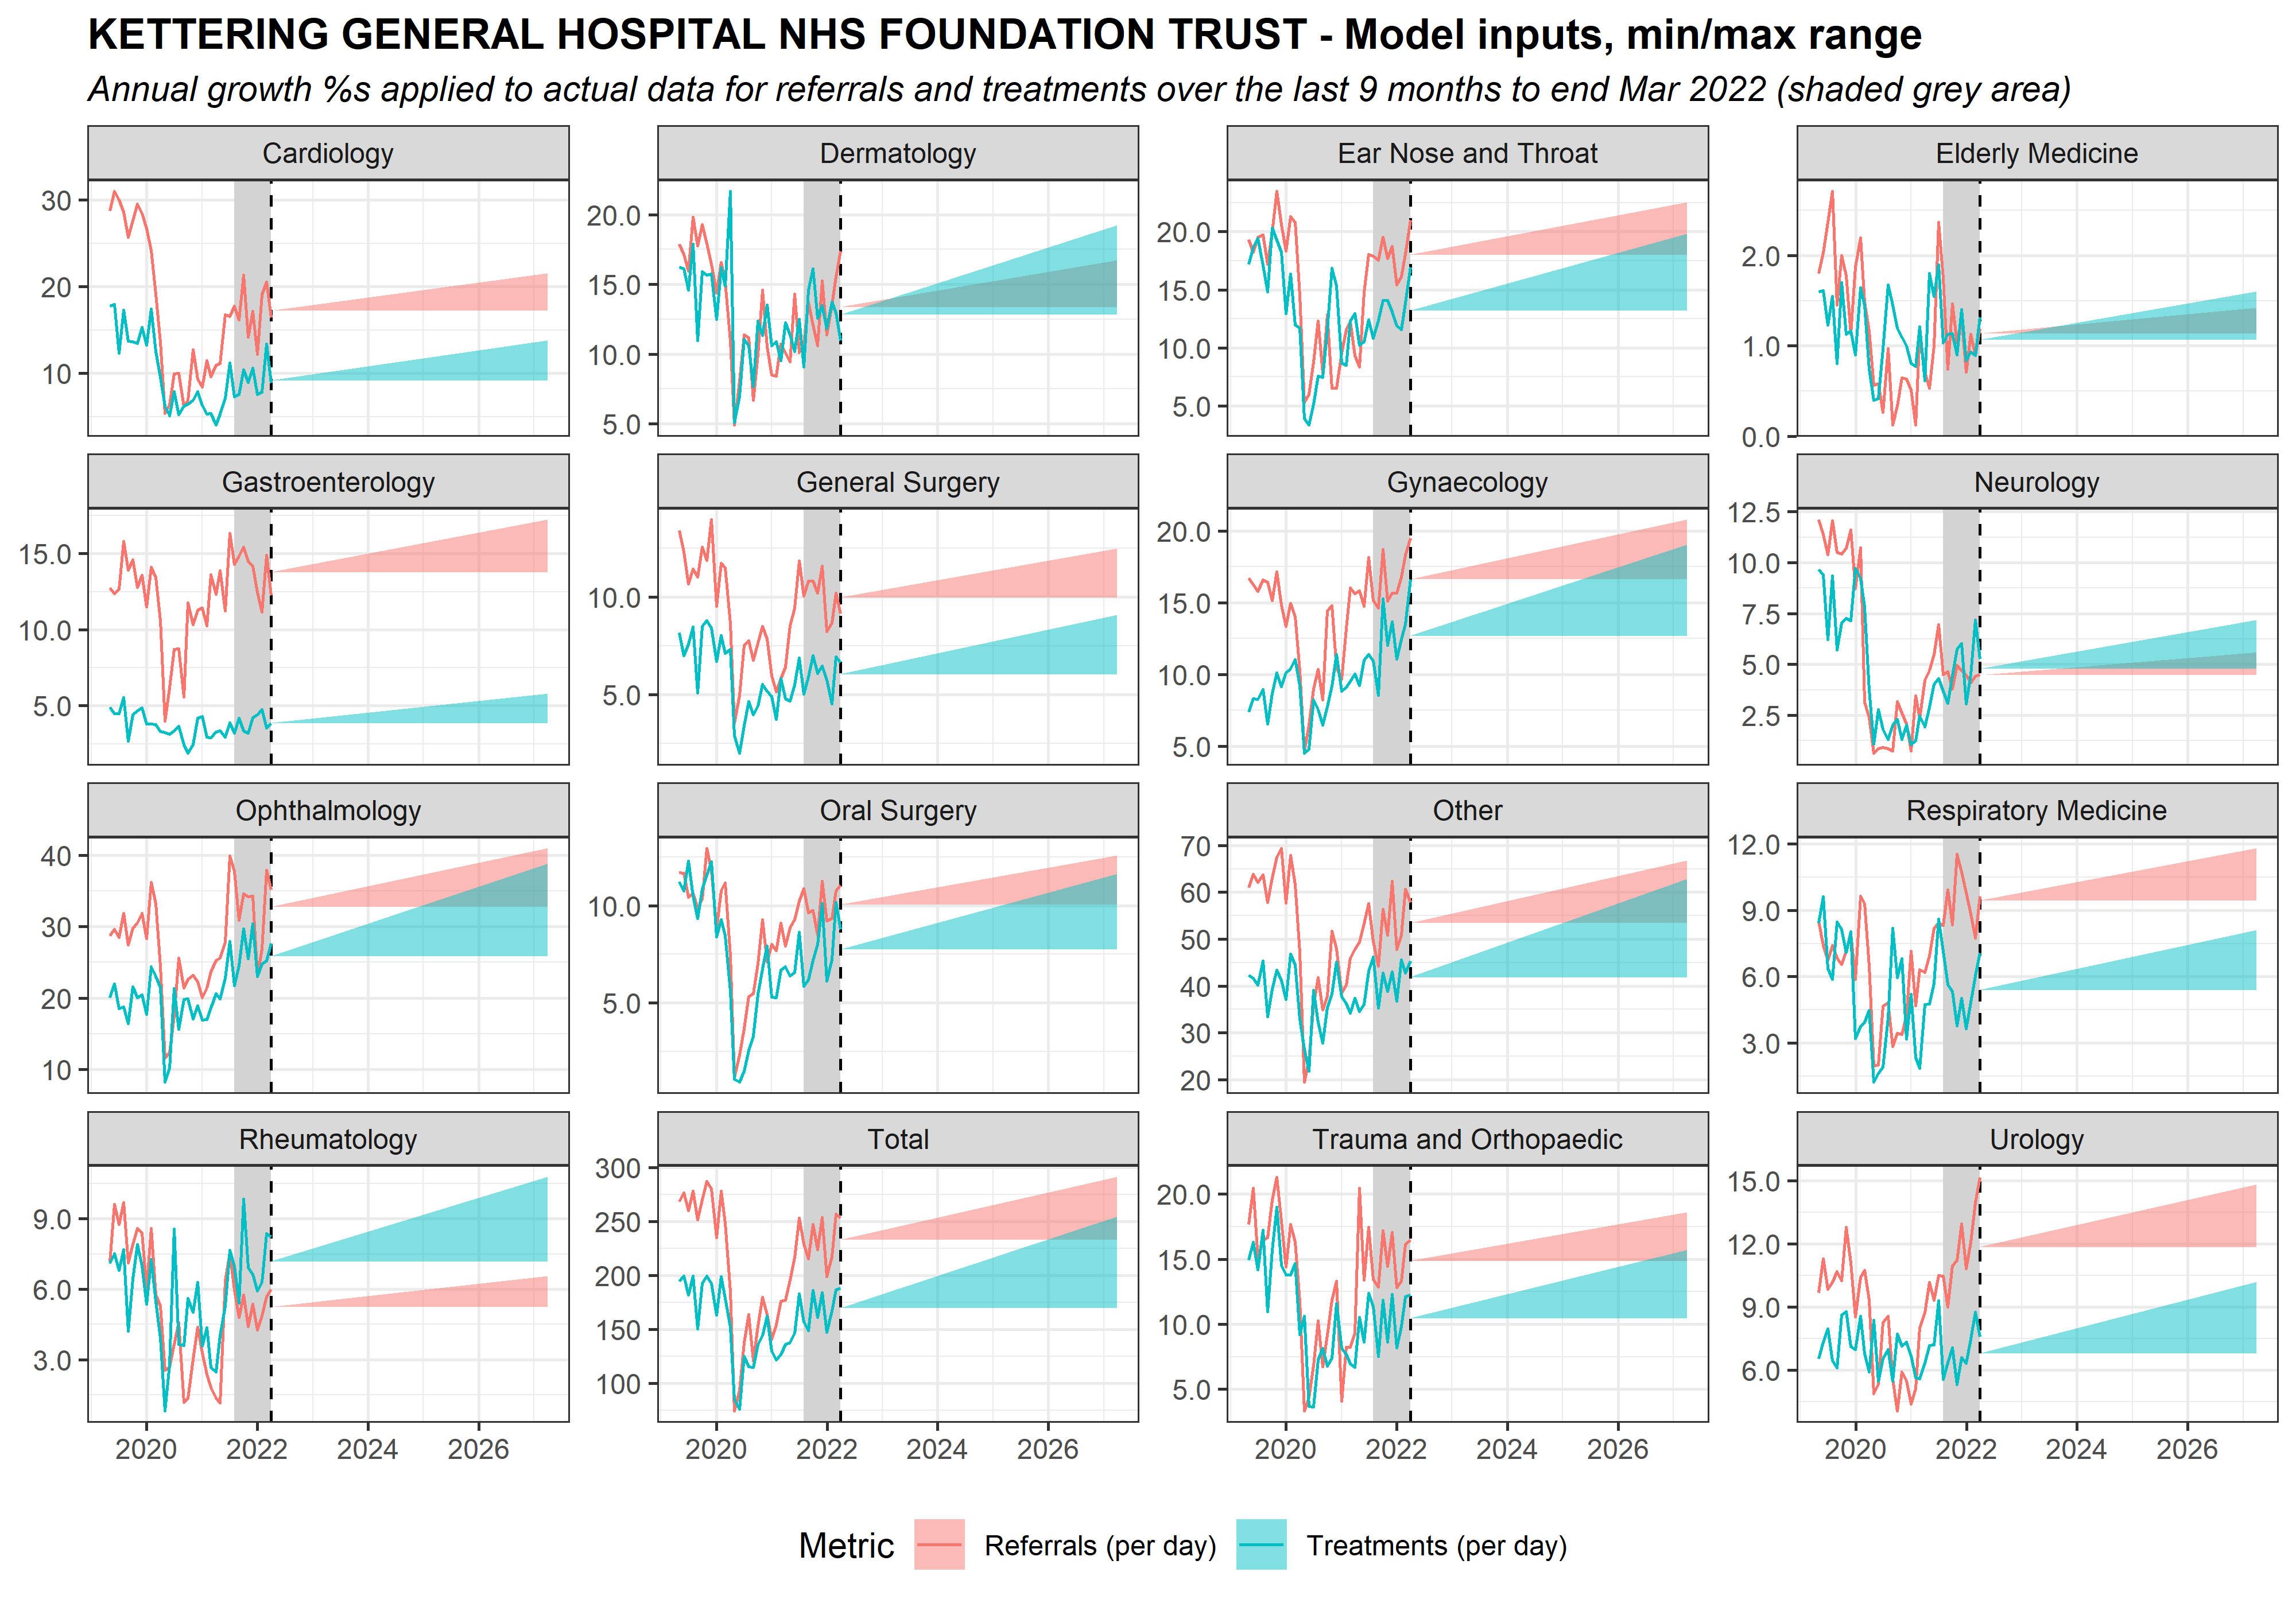 KETTERING GENERAL HOSPITAL NHS FOUNDATION TRUST - Model inputs, min/max range
Annual growth %s applied to actual data for referrals and treatments over the last 9 months to end Mar 2022 (shaded grey area)
Cardiology
30
20
10
Dermatology
20.0
15.0
10.0
5.0
Ear Nose and Throat
20.0
15.0
10.0
5.0
Elderly Medicine
2.0
1.0
0.0
Gastroenterology
15.0
10.0
5.0
General Surgery
10.0
5.0
Gynaecology
20.0
15.0
10.0
5.0
Neurology
12.5
10.0
7.5
5.0
2.5
Ophthalmology
40
30
20
10
Oral Surgery
10.0
5.0
Other
70
60
50
40
30
20
Respiratory Medicine
12.0
9.0
6.0
3.0
Rheumatology
9.0
6.0
3.0
2020 2022 2024 2026
Total
300
250
200
150
100
2020 2022 2024 2026
Trauma and Orthopaedic
20.0
15.0
10.0
5.0
2020 2022 2024 2026
Urology
15.0
12.0
9.0
6.0
2020 2022 2024 2026
Metric Referrals (per day) Treatments (per day)